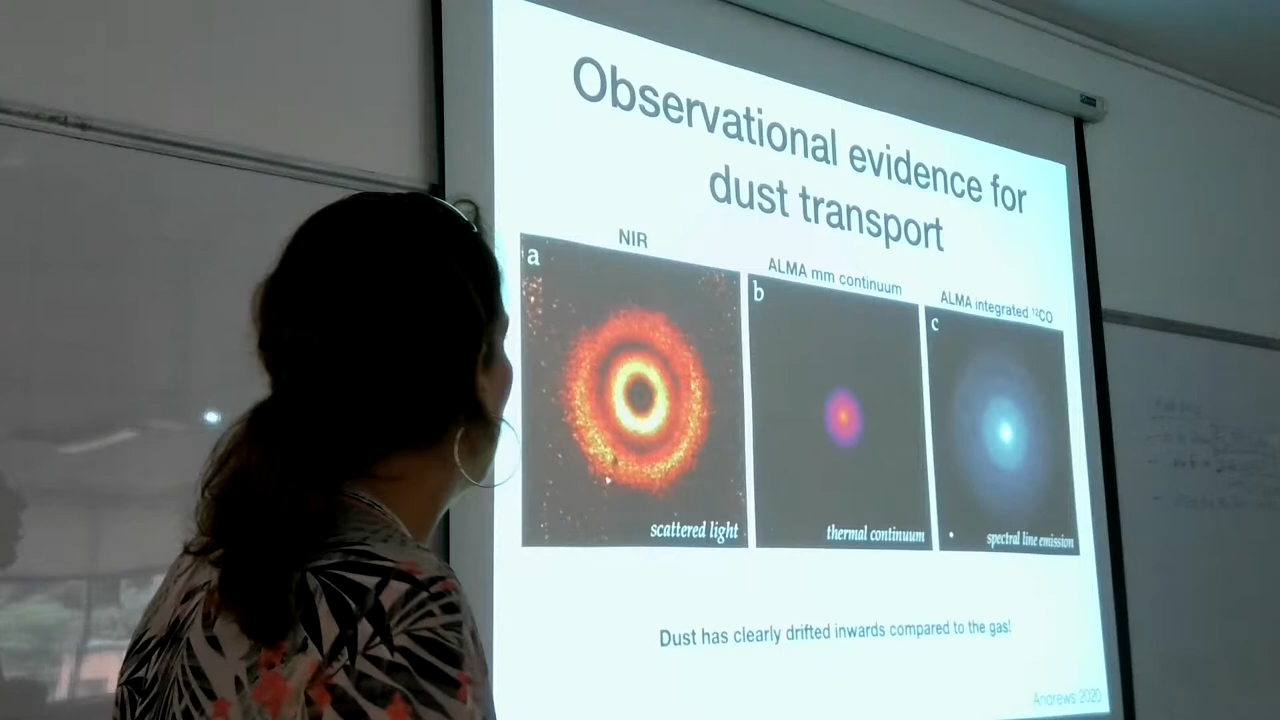 Observational evidence for
dust transport
NIR
ALMA mm continuum
ALMA integrated ¹²CO
a
b
c
scattered light
thermal continuum
spectral line emission
Dust has clearly drifted inwards compared to the gas!
Andrews 2020